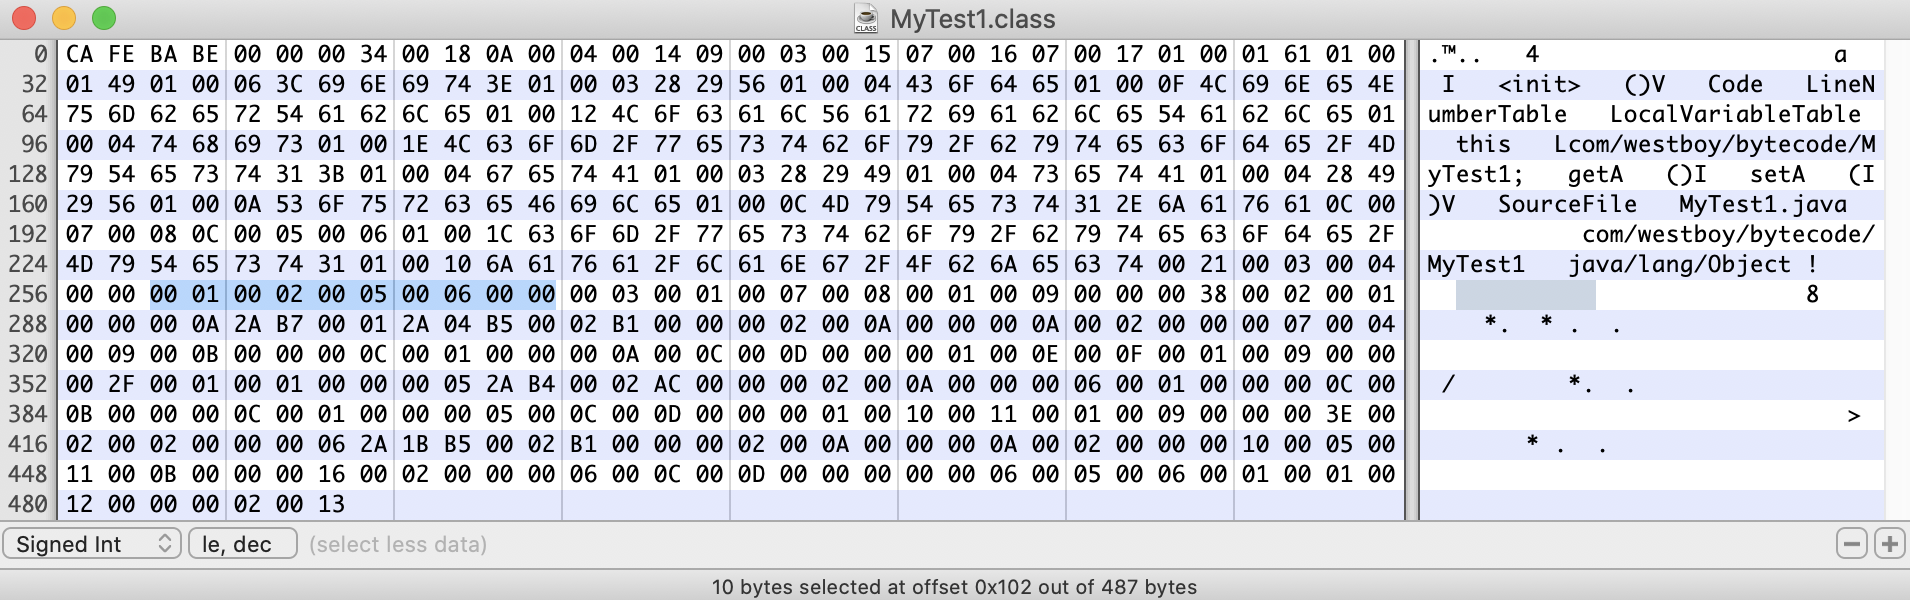 MyTest1.class
0 CA FE BA BE 00 00 00 34 00 18 0A 00 04 00 14 09 00 03 00 15 07 00 16 07 00 17 01 00 01 61 01 00 .™.. 4 a
32 01 49 01 00 06 3C 69 6E 69 74 3E 01 00 03 28 29 56 01 00 04 43 6F 64 65 01 00 0F 4C 69 6E 65 4E I <init> ()V Code LineN
64 75 6D 62 65 72 54 61 62 6C 65 01 00 12 4C 6F 63 61 6C 56 61 72 69 61 62 6C 65 54 61 62 6C 65 01 umberTable LocalVariableTable
96 00 04 74 68 69 73 01 00 1E 4C 63 6F 6D 2F 77 65 73 74 62 6F 79 2F 62 79 74 65 63 6F 64 65 2F 4D this Lcom/westboy/bytecode/M
128 79 54 65 73 74 31 3B 01 00 04 67 65 74 41 01 00 03 28 29 49 01 00 04 73 65 74 41 01 00 04 28 49 yTest1; getA ()I setA (I
160 29 56 01 00 0A 53 6F 75 72 63 65 46 69 6C 65 01 00 0C 4D 79 54 65 73 74 31 2E 6A 61 76 61 0C 00 )V SourceFile MyTest1.java
192 07 00 08 0C 00 05 00 06 01 00 1C 63 6F 6D 2F 77 65 73 74 62 6F 79 2F 62 79 74 65 63 6F 64 65 2F com/westboy/bytecode/
224 4D 79 54 65 73 74 31 01 00 10 6A 61 76 61 2F 6C 61 6E 67 2F 4F 62 6A 65 63 74 00 21 00 03 00 04 MyTest1 java/lang/Object !
256 00 00 00 01 00 02 00 05 00 06 00 00 00 03 00 01 00 07 00 08 00 01 00 09 00 00 00 38 00 02 00 01 8
288 00 00 00 0A 2A B7 00 01 2A 04 B5 00 02 B1 00 00 00 02 00 0A 00 00 00 0A 00 02 00 00 00 07 00 04 *. * . .
320 00 09 00 0B 00 00 00 0C 00 01 00 00 00 0A 00 0C 00 0D 00 00 00 01 00 0E 00 0F 00 01 00 09 00 00
352 00 2F 00 01 00 01 00 00 00 05 2A B4 00 02 AC 00 00 00 02 00 0A 00 00 00 06 00 01 00 00 00 0C 00 / *. .
384 0B 00 00 00 0C 00 01 00 00 00 05 00 0C 00 0D 00 00 00 01 00 10 00 11 00 01 00 09 00 00 00 3E 00 >
416 02 00 02 00 00 00 06 2A 1B B5 00 02 B1 00 00 00 02 00 0A 00 00 00 0A 00 02 00 00 00 10 00 05 00 * . .
448 11 00 0B 00 00 00 16 00 02 00 00 00 06 00 0C 00 0D 00 00 00 00 00 06 00 05 00 06 00 01 00 01 00
480 12 00 00 00 02 00 13
Signed Int le, dec (select less data)
10 bytes selected at offset 0x102 out of 487 bytes